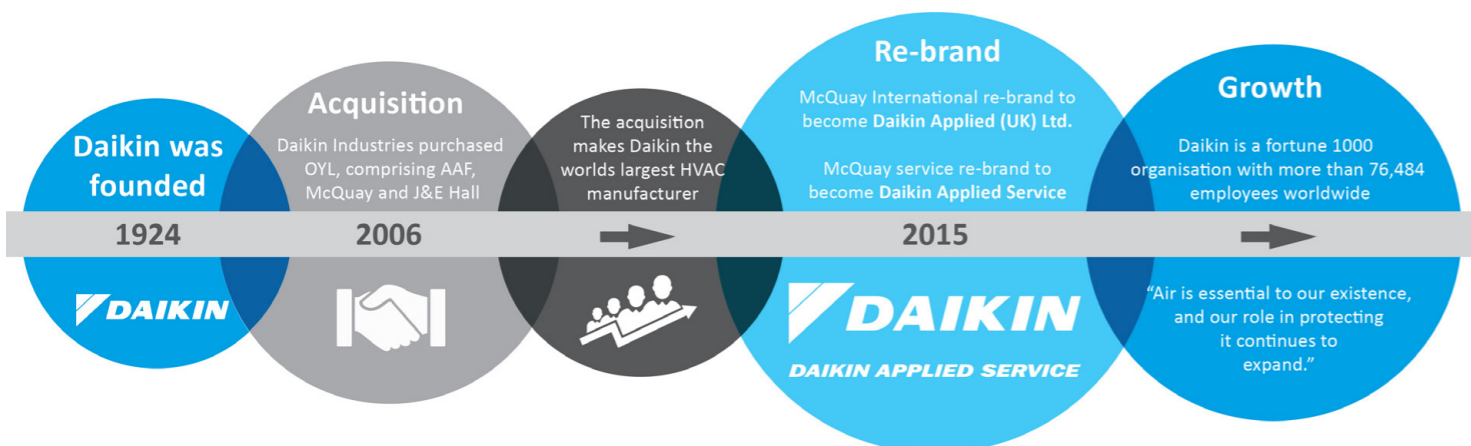 Daikin was
founded
1924
DAIKIN
Acquisition
Daikin Industries purchased
OYL, comprising AAF,
McQuay and J&E Hall
2006
The acquisition
makes Daikin the
worlds largest HVAC
manufacturer
Re-brand
McQuay International re-brand to
become Daikin Applied (UK) Ltd.
McQuay service re-brand to
become Daikin Applied Service
2015
DAIKIN
DAIKIN APPLIED SERVICE
Growth
Daikin is a fortune 1000
organisation with more than 76,484
employees worldwide
“Air is essential to our existence,
and our role in protecting
it continues to
expand.”